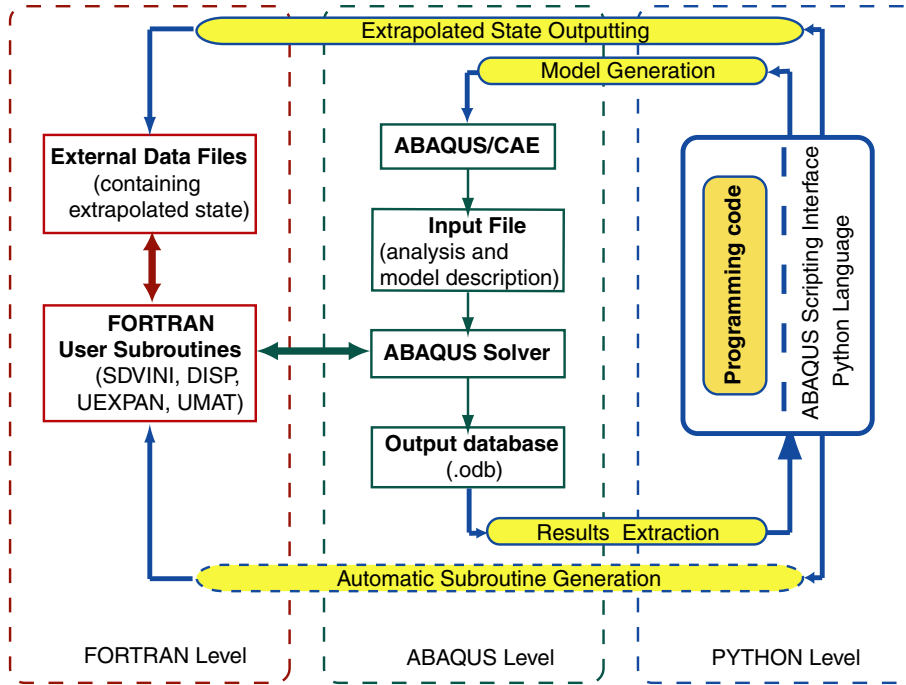 Extrapolated State Outputting
Model Generation
External Data Files
(containing
extrapolated state)
FORTRAN
User Subroutines
(SDVINI, DISP,
UEXPAN, UMAT)
ABAQUS/CAE
Input File
(analysis and
model description)
ABAQUS Solver
Output database
(.odb)
Programming code
ABAQUS Scripting Interface
Python Language
Results Extraction
Automatic Subroutine Generation
FORTRAN Level
ABAQUS Level
PYTHON Level